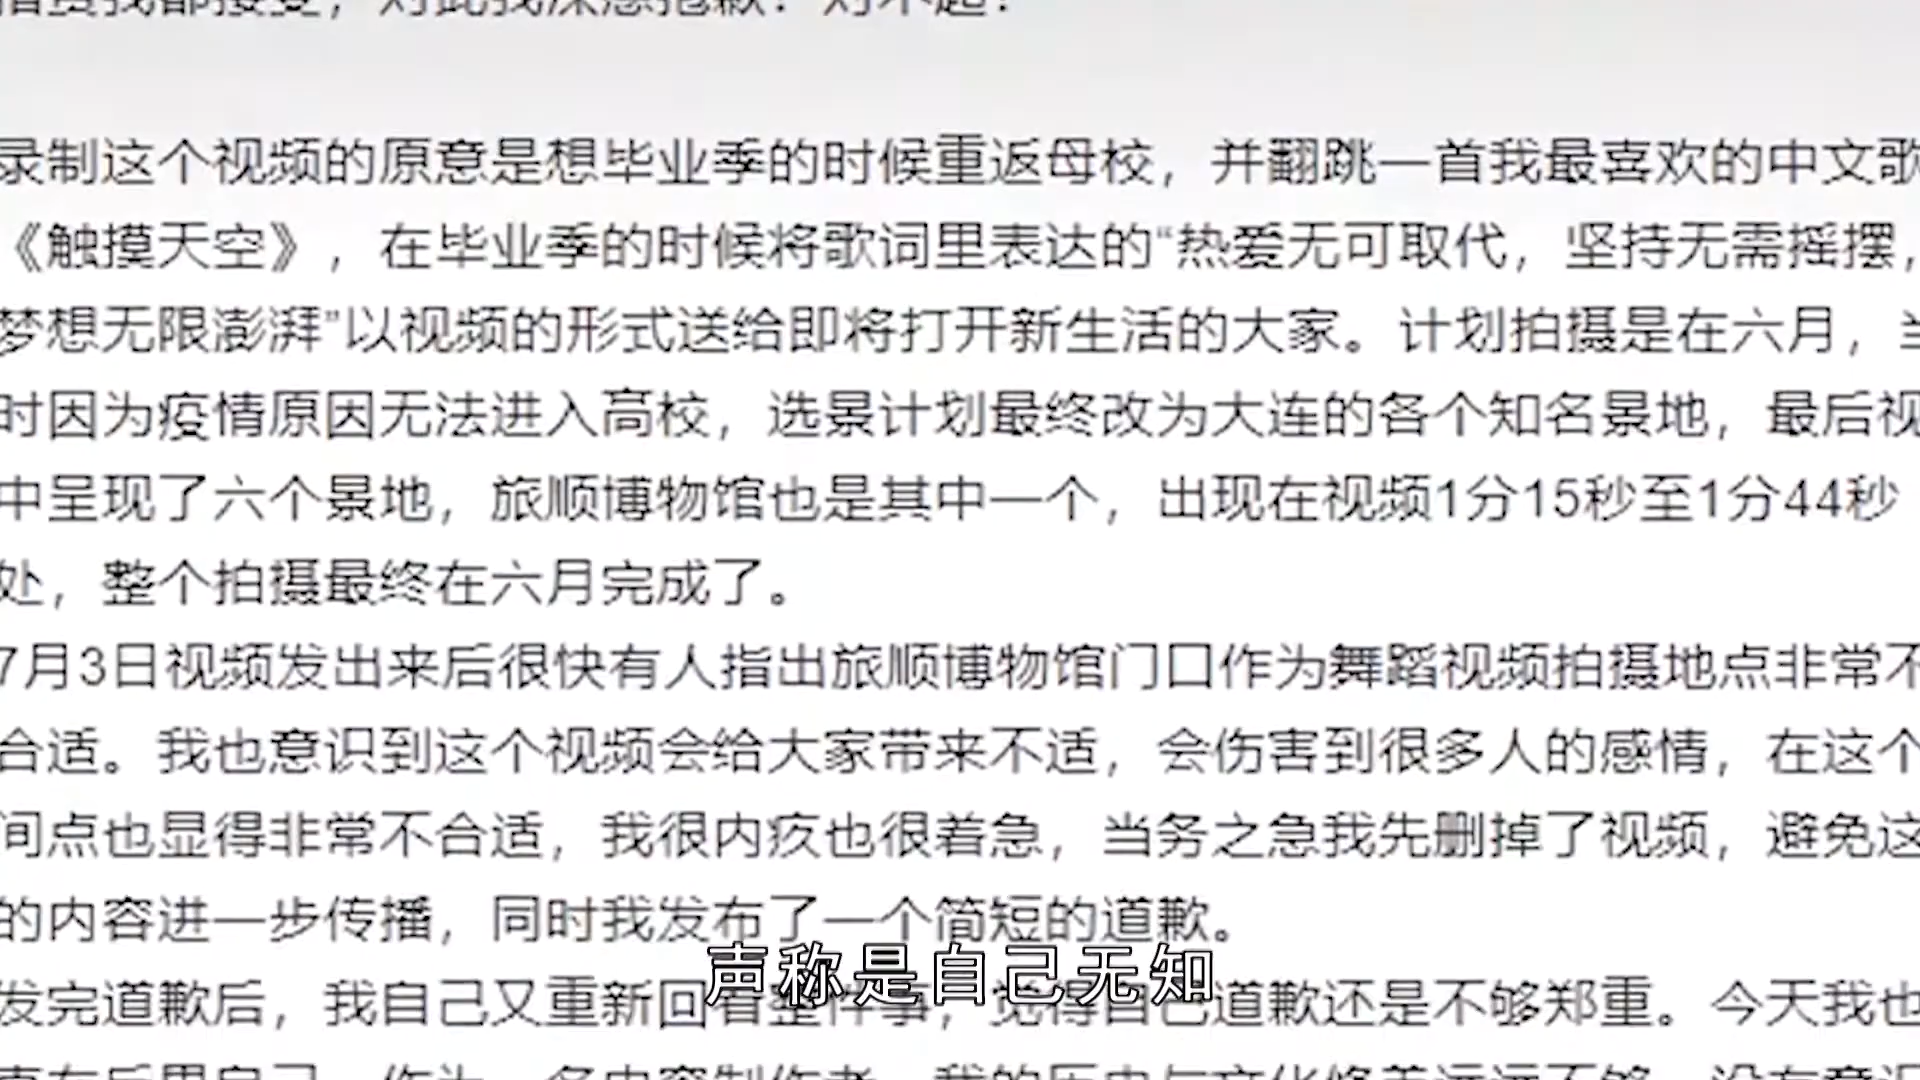 借责我都接受，对此我深感抱歉！对不起！
录制这个视频的原意是想毕业季的时候重返母校，并翻跳一首我最喜欢的中文歌
《触摸天空》，在毕业季的时候将歌词里表达的“热爱无可取代，坚持无需摇摆，
梦想无限澎湃”以视频的形式送给即将打开新生活的大家。计划拍摄是在六月，当
时因为疫情原因无法进入高校，选景计划最终改为大连的各个知名景地，最后视
中呈现了六个景地，旅顺博物馆也是其中一个，出现在视频1分15秒至1分44秒
处，整个拍摄最终在六月完成了。
7月3日视频发出来后很快有人指出旅顺博物馆门口作为舞蹈视频拍摄地点非常不
合适。我也意识到这个视频会给大家带来不适，会伤害到很多人的感情，在这个
间点也显得非常不合适，我很内疚也很着急，当务之急我先删掉了视频，避免这
的内容进一步传播，同时我发布了一个简短的道歉。
发完道歉后，我自己又重新回看整件事，觉得自己道歉还是不够郑重。今天我也
声称是自己无知